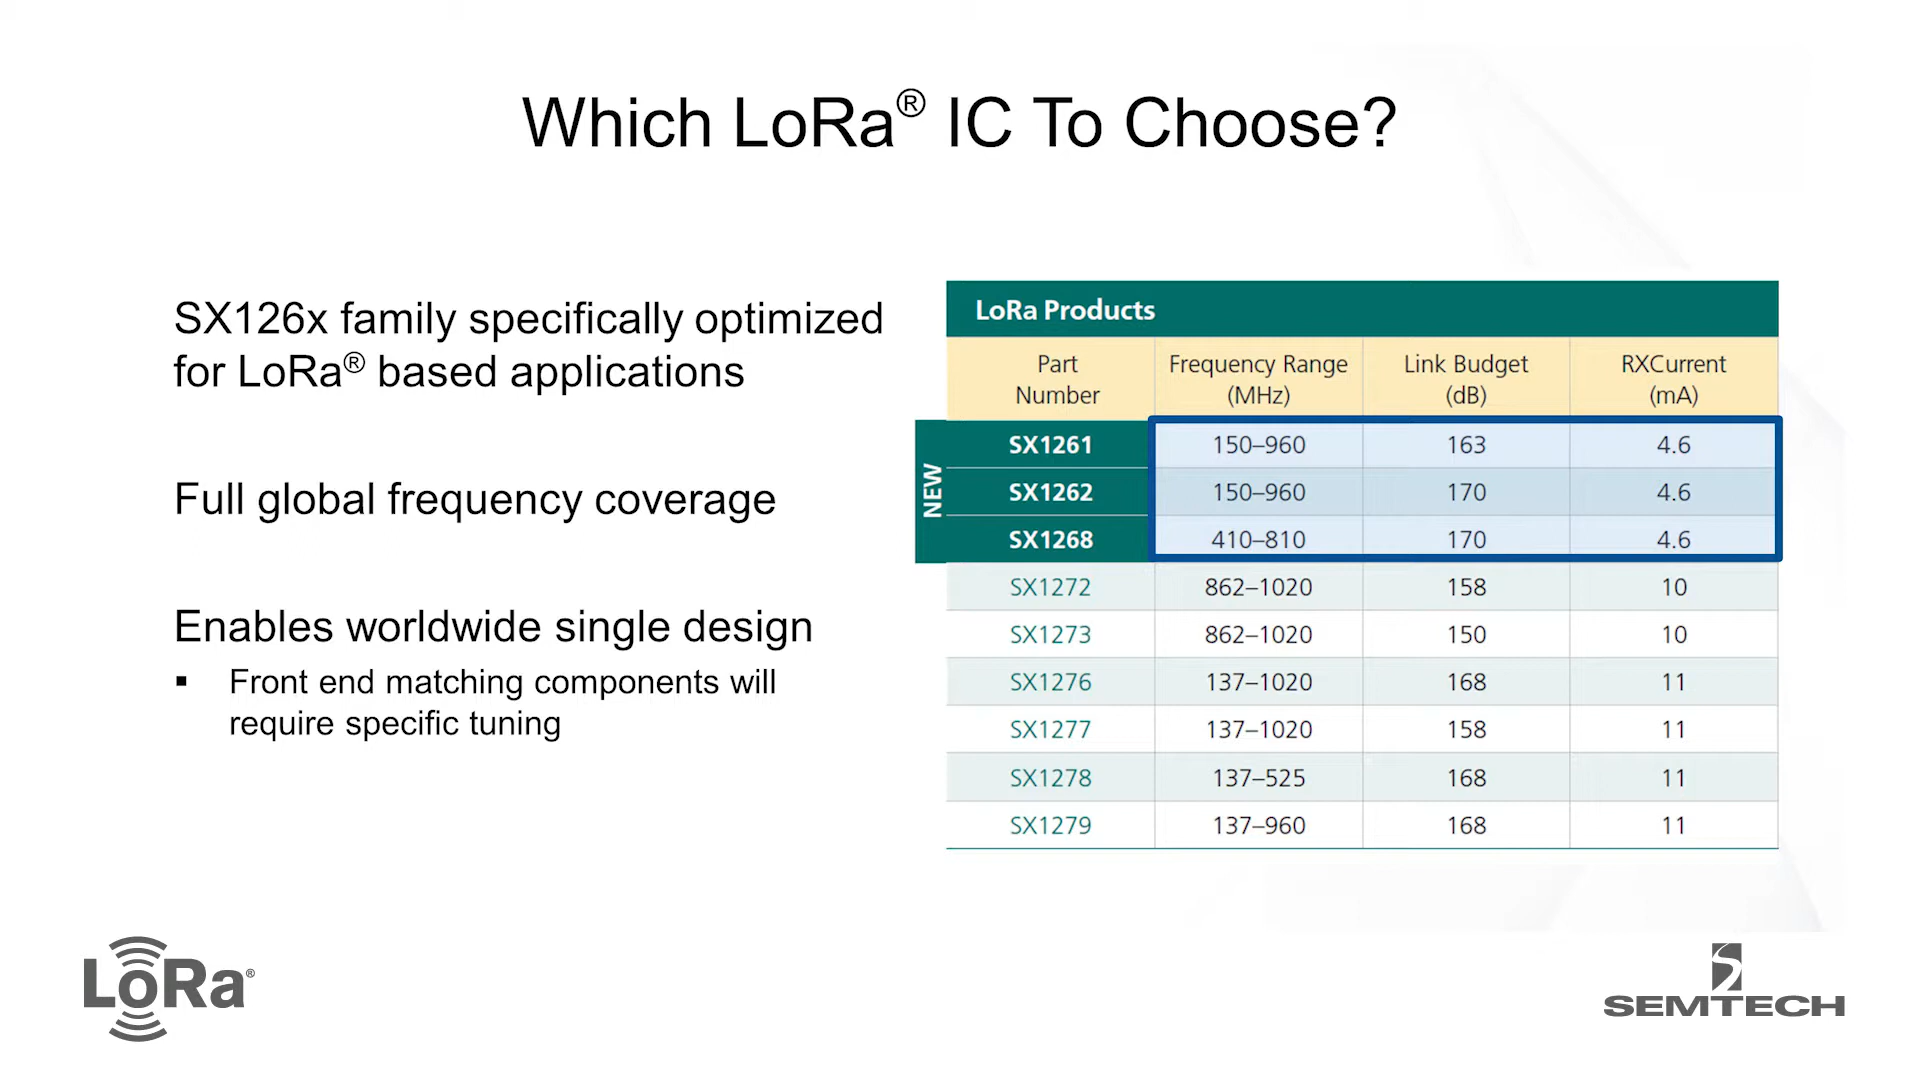 Which LoRa® IC To Choose?
SX126x family specifically optimized
for LoRa® based applications
Full global frequency coverage
Enables worldwide single design
▪ Front end matching components will
require specific tuning
LoRa Products
Part Number | Frequency Range (MHz) | Link Budget (dB) | RXCurrent (mA)
NEW
SX1261 150–960 163 4.6
SX1262 150–960 170 4.6
SX1268 410–810 170 4.6
SX1272 862–1020 158 10
SX1273 862–1020 150 10
SX1276 137–1020 168 11
SX1277 137–1020 158 11
SX1278 137–525 168 11
SX1279 137–960 168 11
LoRa®
SEMTECH